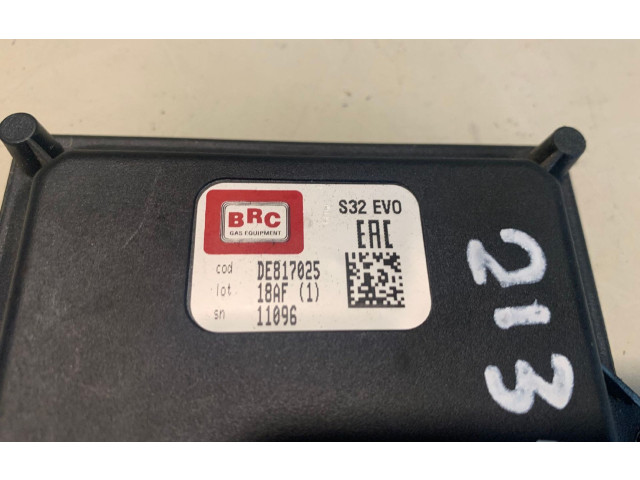 BRC
GAS EQUIPMENT
S32 EVO
EAC
cod DE817025
lot 18AF (1)
sn 11096
213